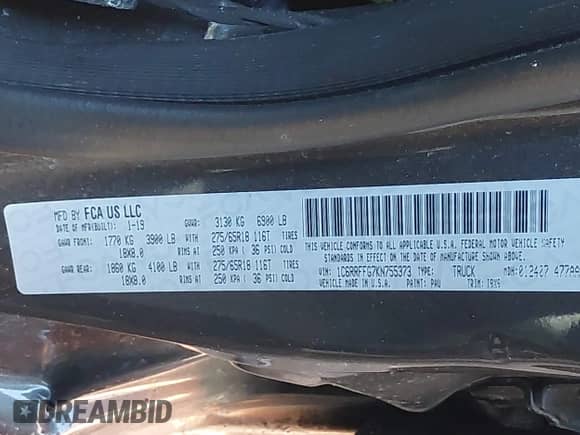 MFD BY FCA US LLC
DATE OF MFR(BUILT): 1-19 GVWR: 3130 KG 6900 LB
GAWR FRONT: 1770 KG 3900 LB 275/65R18 116T TIRES
18X8.0 RIMS AT 250 KPA ( 36 PSI) COLD
GAWR REAR: 1860 KG 4100 LB 275/65R18 116T TIRES
18X8.0 RIMS AT 250 KPA ( 36 PSI) COLD
THIS VEHICLE CONFORMS TO ALL APPLICABLE U.S.A. FEDERAL MOTOR VEHICLE SAFETY
STANDARDS IN EFFECT ON THE DATE OF MANUFACTURE SHOWN ABOVE.
VIN: 1C6RRFFG7KN755373 TYPE: TRUCK MDH: 012407 477AA
VEHICLE MADE IN U.S.A. PAINT: PAU TRIM:
DREAMBID